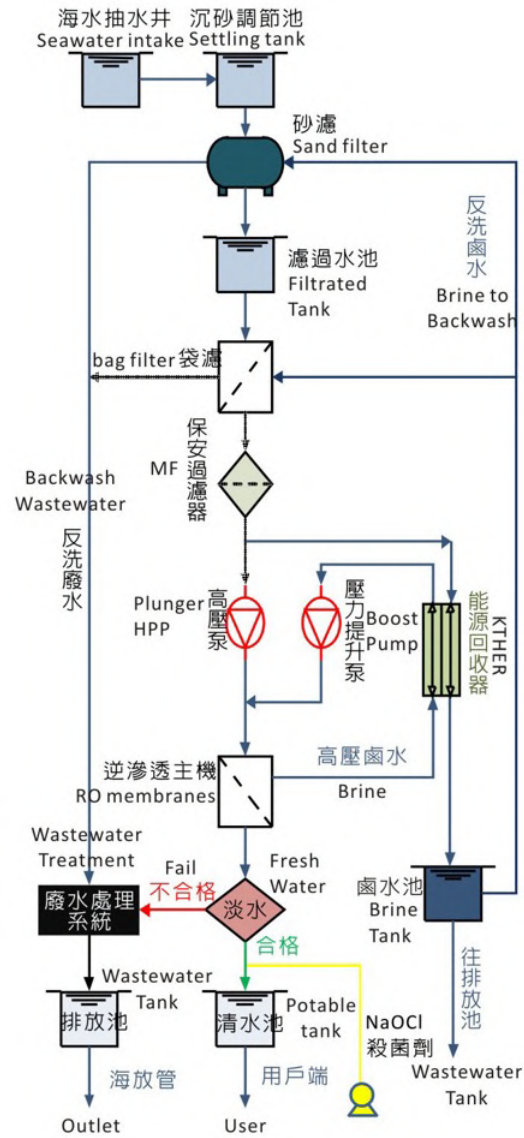 海水抽水井
Seawater intake
沉砂調節池
Settling tank
砂濾
Sand filter
反洗鹵水
Brine to
Backwash
濾過水池
Filtrated
Tank
bag filter 袋濾
保安過濾器
MF
Backwash
Wastewater
反洗廢水
Plunger
HPP
高壓泵
壓力提升泵
Boost
Pump
能源回收器
KTHER
逆滲透主機
RO membranes
高壓鹵水
Brine
Wastewater
Treatment
廢水處理
系統
Fail
不合格
Fresh
Water
淡水
合格
鹵水池
Brine
Tank
往排放池
Wastewater
Tank
排放池
清水池
Potable
tank
NaOCl
殺菌劑
海放管
用戶端
Wastewater
Tank
Outlet
User